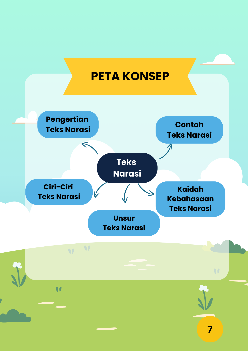 PETA KONSEP
Pengertian
Teks Narasi
Contoh
Teks Narasi
Teks
Narasi
Ciri-Ciri
Teks Narasi
Kaidah
Kebahasaan
Teks Narasi
Unsur
Teks Narasi
7